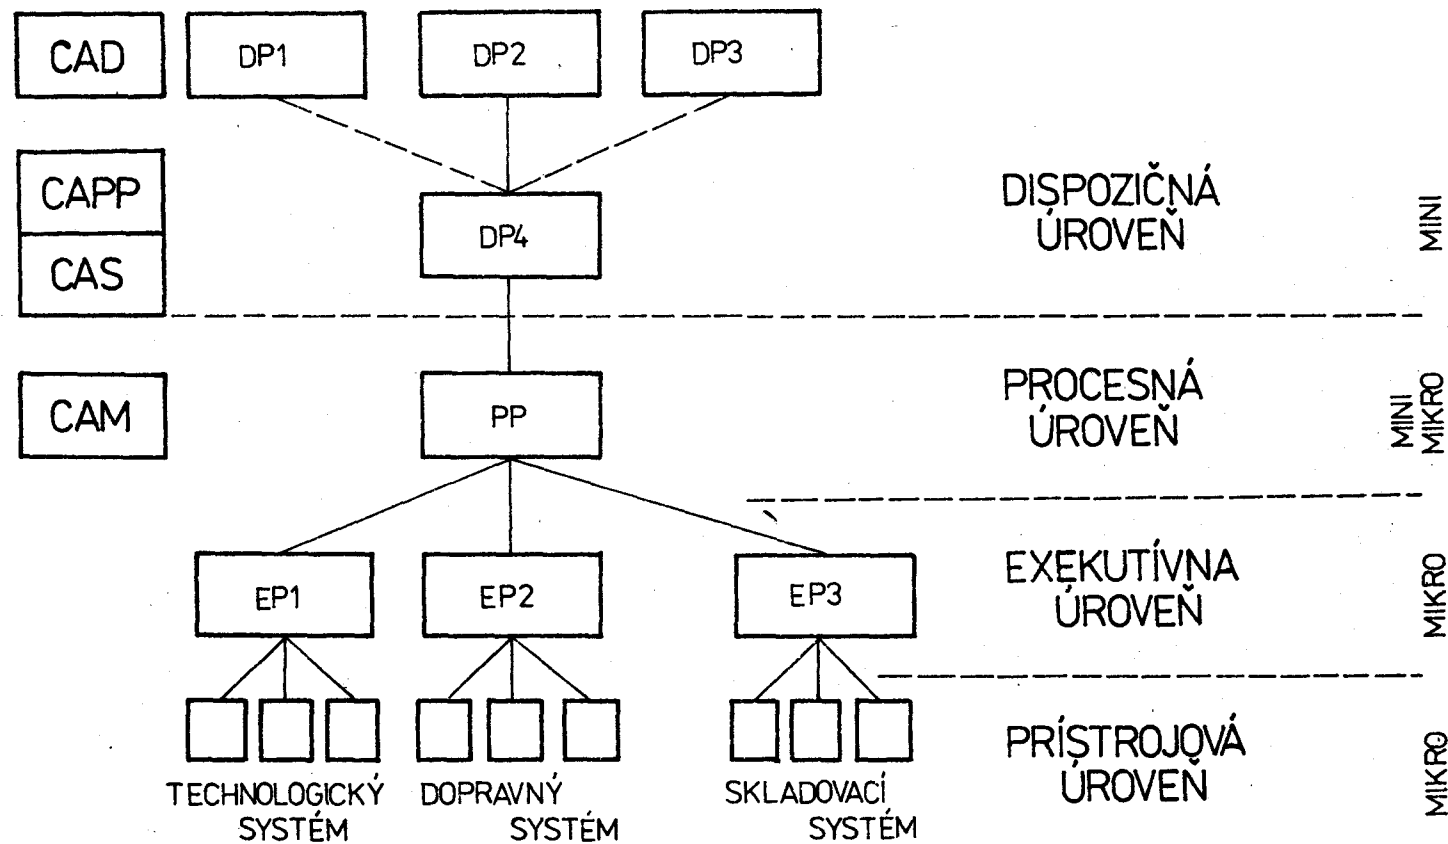 CAD
DP1
DP2
DP3
CAPP
CAS
DP4
DISPOZIČNÁ
ÚROVEŇ
MINI
CAM
PP
PROCESNÁ
ÚROVEŇ
MINI
MIKRO
EP1
EP2
EP3
EXEKUTÍVNA
ÚROVEŇ
MIKRO
TECHNOLOGICKÝ
SYSTÉM
DOPRAVNÝ
SYSTÉM
SKLADOVACÍ
SYSTÉM
PRÍSTROJOVÁ
ÚROVEŇ
MIKRO